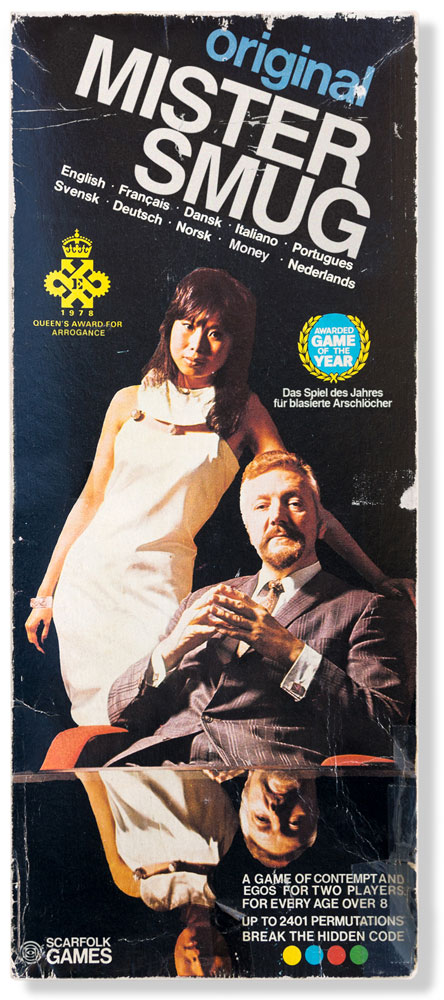 original
MISTER
SMUG
English · Français · Dansk · Italiano · Portugues
Svensk · Deutsch · Norsk · Money · Nederlands
E
1978
QUEEN'S AWARD FOR
ARROGANCE
AWARDED
GAME
OF THE
YEAR
Das Spiel des Jahres
für blasierte Arschlöcher
A GAME OF CONTEMPT AND
EGOS FOR TWO PLAYERS.
FOR EVERY AGE OVER 8
UP TO 2401 PERMUTATIONS
BREAK THE HIDDEN CODE
SCARFOLK
GAMES